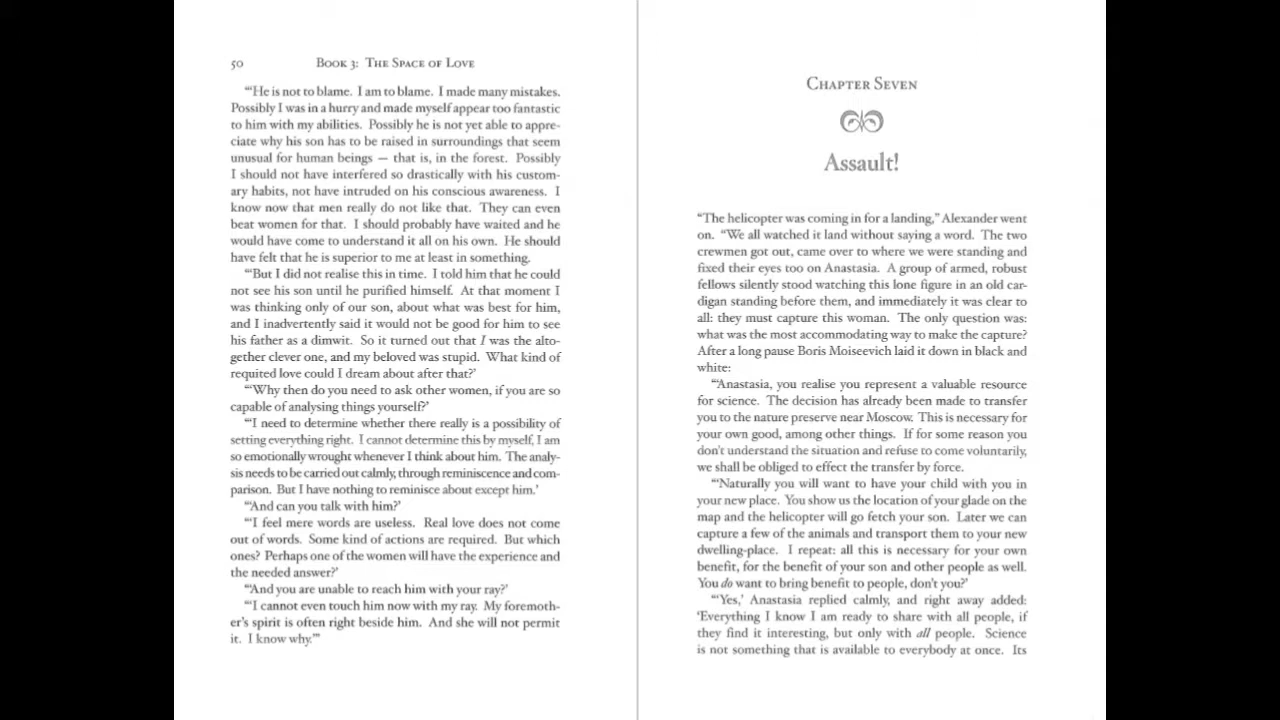 50
Book 3: The Space of Love
“‘He is not to blame. I am to blame. I made many mistakes.
Possibly I was in a hurry and made myself appear too fantastic
to him with my abilities. Possibly he is not yet able to appre-
ciate why his son has to be raised in surroundings that seem
unusual for human beings — that is, in the forest. Possibly
I should not have interfered so drastically with his custom-
ary habits, not have intruded on his conscious awareness. I
know now that men really do not like that. They can even
beat women for that. I should probably have waited and he
would have come to understand it all on his own. He should
have felt that he is superior to me at least in something.
“‘But I did not realise this in time. I told him that he could
not see his son until he purified himself. At that moment I
was thinking only of our son, about what was best for him,
and I inadvertently said it would not be good for him to see
his father as a dimwit. So it turned out that I was the alto-
gether clever one, and my beloved was stupid. What kind of
requited love could I dream about after that?’
“‘Why then do you need to ask other women, if you are so
capable of analysing things yourself?’
“‘I need to determine whether there really is a possibility of
setting everything right. I cannot determine this by myself, I am
so emotionally wrought whenever I think about him. The analy-
sis needs to be carried out calmly, through reminiscence and com-
parison. But I have nothing to reminisce about except him.’
“‘And can you talk with him?’
“‘I feel mere words are useless. Real love does not come
out of words. Some kind of actions are required. But which
ones? Perhaps one of the women will have the experience and
the needed answer?’
“‘And you are unable to reach him with your ray?’
“‘I cannot even touch him now with my ray. My foremoth-
er’s spirit is often right beside him. And she will not permit
it. I know why.’”
Chapter Seven
Assault!
“The helicopter was coming in for a landing,” Alexander went
on. “We all watched it land without saying a word. The two
crewmen got out, came over to where we were standing and
fixed their eyes too on Anastasia. A group of armed, robust
fellows silently stood watching this lone figure in an old car-
digan standing before them, and immediately it was clear to
all: they must capture this woman. The only question was:
what was the most accommodating way to make the capture?
After a long pause Boris Moiseevich laid it down in black and
white:
“‘Anastasia, you realise you represent a valuable resource
for science. The decision has already been made to transfer
you to the nature preserve near Moscow. This is necessary for
your own good, among other things. If for some reason you
don’t understand the situation and refuse to come voluntarily,
we shall be obliged to effect the transfer by force.
“‘Naturally you will want to have your child with you in
your new place. You show us the location of your glade on the
map and the helicopter will go fetch your son. Later we can
capture a few of the animals and transport them to your new
dwelling-place. I repeat: all this is necessary for your own
benefit, for the benefit of your son and other people as well.
You do want to bring benefit to people, don’t you?’
“‘Yes,’ Anastasia replied calmly, and right away added:
‘Everything I know I am ready to share with all people, if
they find it interesting, but only with all people. Science
is not something that is available to everybody at once. Its